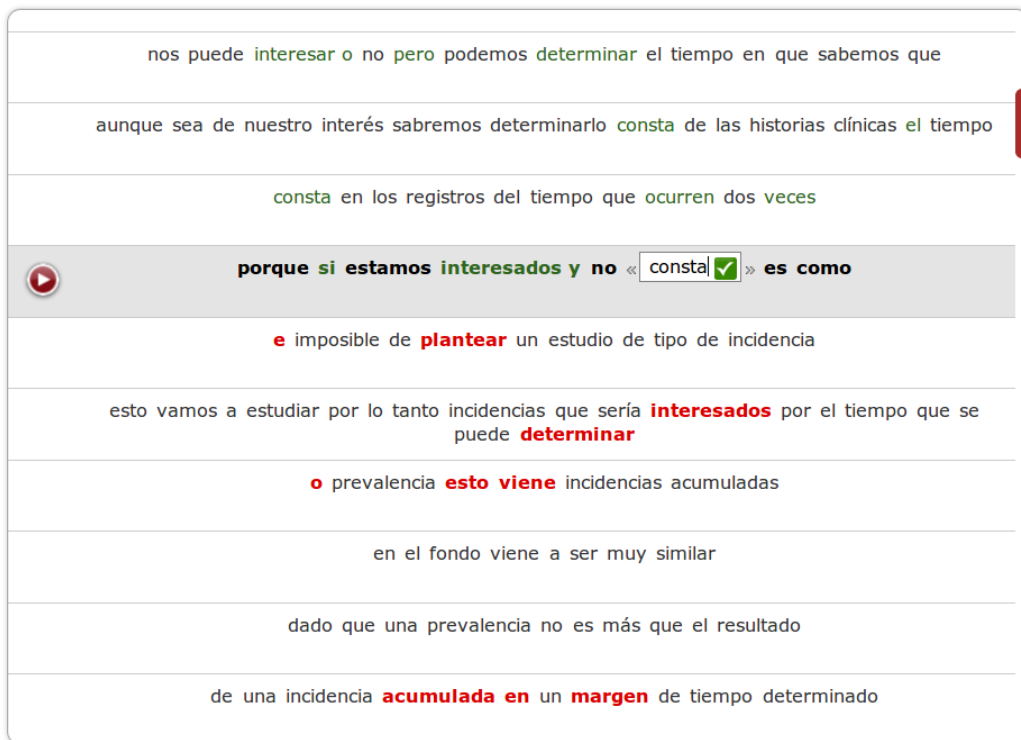 nos puede interesar o no pero podemos determinar el tiempo en que sabemos que
aunque sea de nuestro interés sabremos determinarlo consta de las historias clínicas el tiempo
consta en los registros del tiempo que ocurren dos veces
porque si estamos interesados y no « consta » es como
e imposible de plantear un estudio de tipo de incidencia
esto vamos a estudiar por lo tanto incidencias que sería interesados por el tiempo que se
puede determinar
o prevalencia esto viene incidencias acumuladas
en el fondo viene a ser muy similar
dado que una prevalencia no es más que el resultado
de una incidencia acumulada en un margen de tiempo determinado